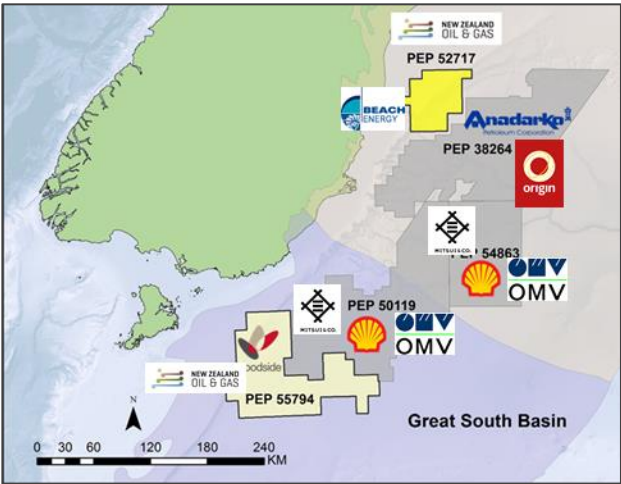 NEW ZEALAND
OIL & GAS
PEP 52717
BEACH
ENERGY
Anadarko
Petroleum Corporation
PEP 38264
origin
MITSUI & CO.
PEP 54863
OMV
OMV
MITSUI & CO.
PEP 50119
OMV
OMV
oodside
NEW ZEALAND
OIL & GAS
PEP 55794
N
Great South Basin
0 30 60 120 180 240
KM